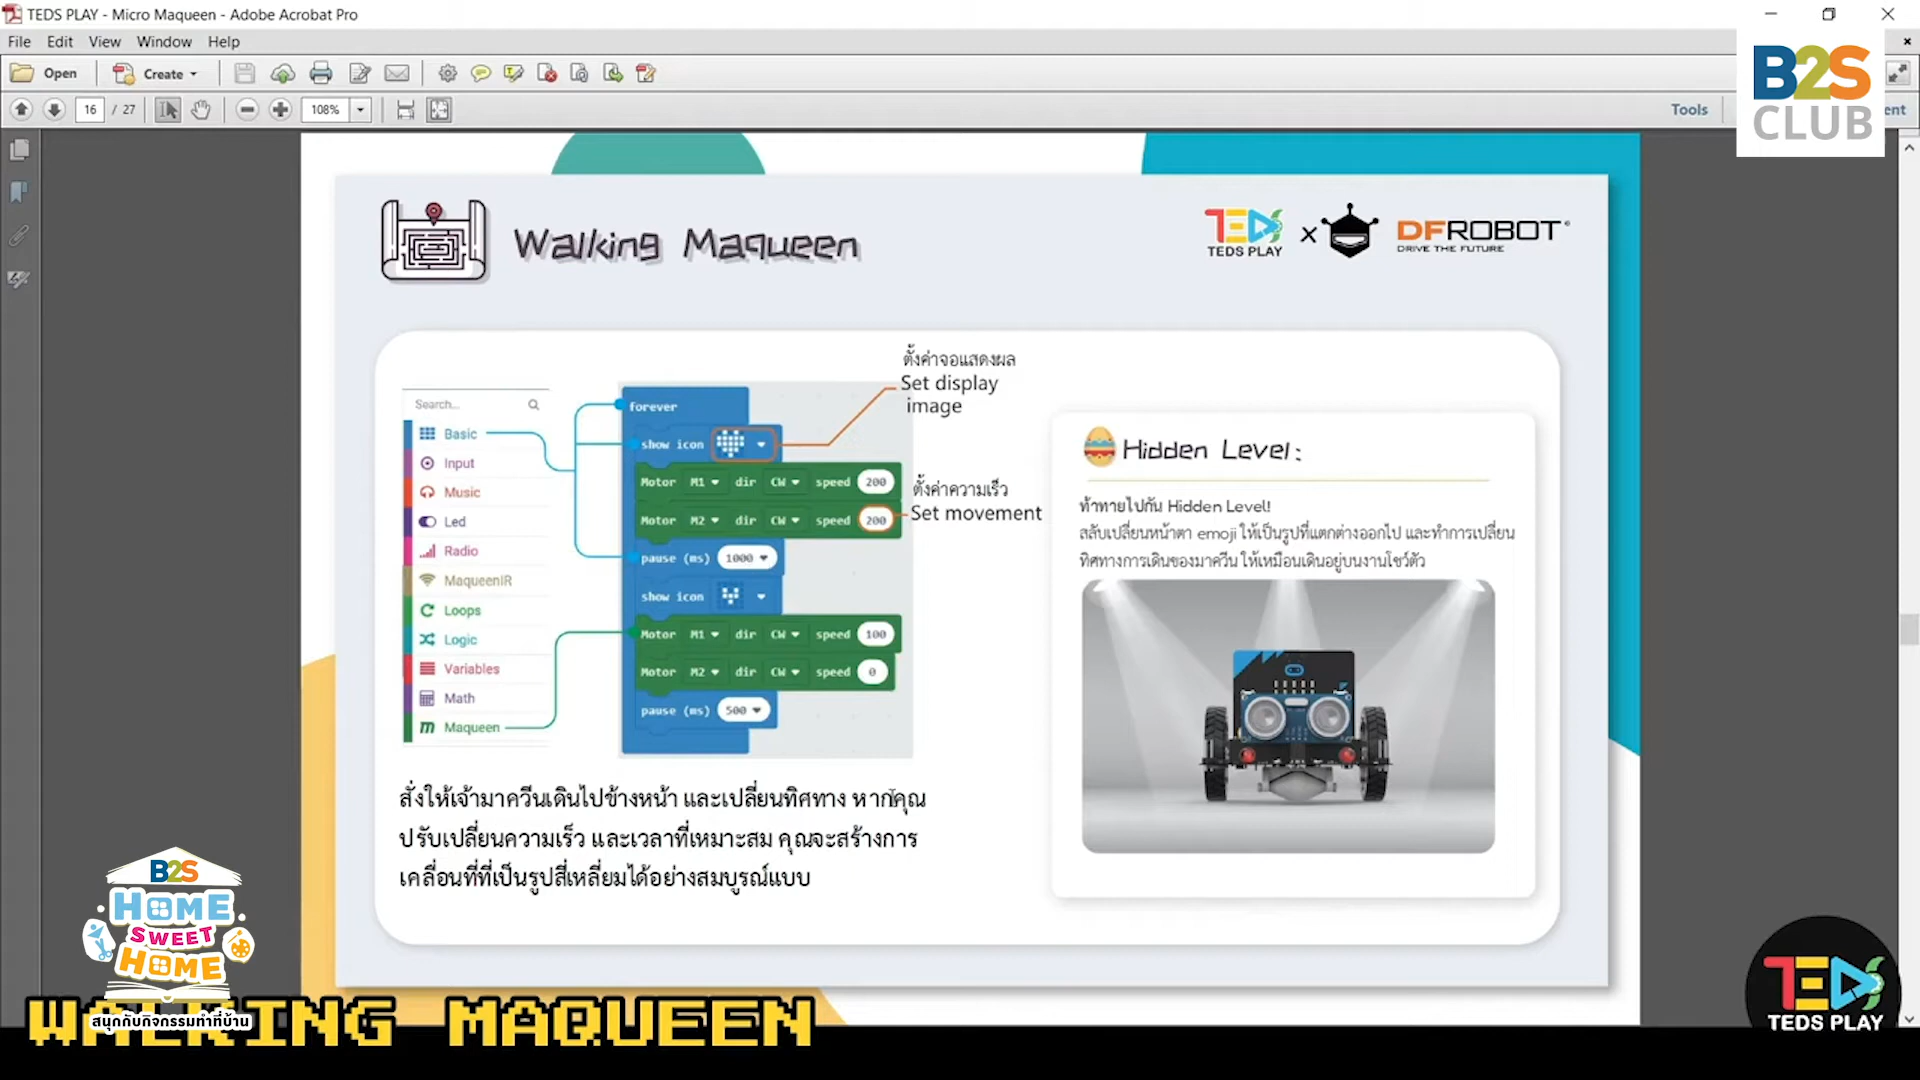 TEDS PLAY - Micro Maqueen - Adobe Acrobat Pro
File Edit View Window Help
Open Create
16 / 27 108% Tools
B2S
CLUB
Walking Maqueen
TEDS PLAY x DFROBOT
DRIVE THE FUTURE
ตั้งค่าจอแสดงผล
Set display
image
Search...
Basic
Input
Music
Led
Radio
MaqueenIR
Loops
Logic
Variables
Math
Maqueen
forever
show icon
Motor M1 dir CW speed 200
Motor M2 dir CW speed 200
pause (ms) 1000
show icon
Motor M1 dir CW speed 100
Motor M2 dir CW speed 0
pause (ms) 500
ตั้งค่าความเร็ว
Set movement
Hidden Level:
ท้าทายไปกับ Hidden Level!
สลับเปลี่ยนหน้าตา emoji ให้เป็นรูปที่แตกต่างออกไป และทำการเปลี่ยน
ทิศทางการเดินของมาควีน ให้เหมือนเดินอยู่บนงานโชว์ตัว
สั่งให้เจ้ามาควีนเดินไปข้างหน้า และเปลี่ยนทิศทาง หากคุณ
ปรับเปลี่ยนความเร็ว และเวลาที่เหมาะสม คุณจะสร้างการ
เคลื่อนที่ที่เป็นรูปสี่เหลี่ยมได้อย่างสมบูรณ์แบบ
B2S
HOME
SWEET
HOME
สนุกกับกิจกรรมทำที่บ้าน
WALKING MAQUEEN
TEDS
TEDS PLAY